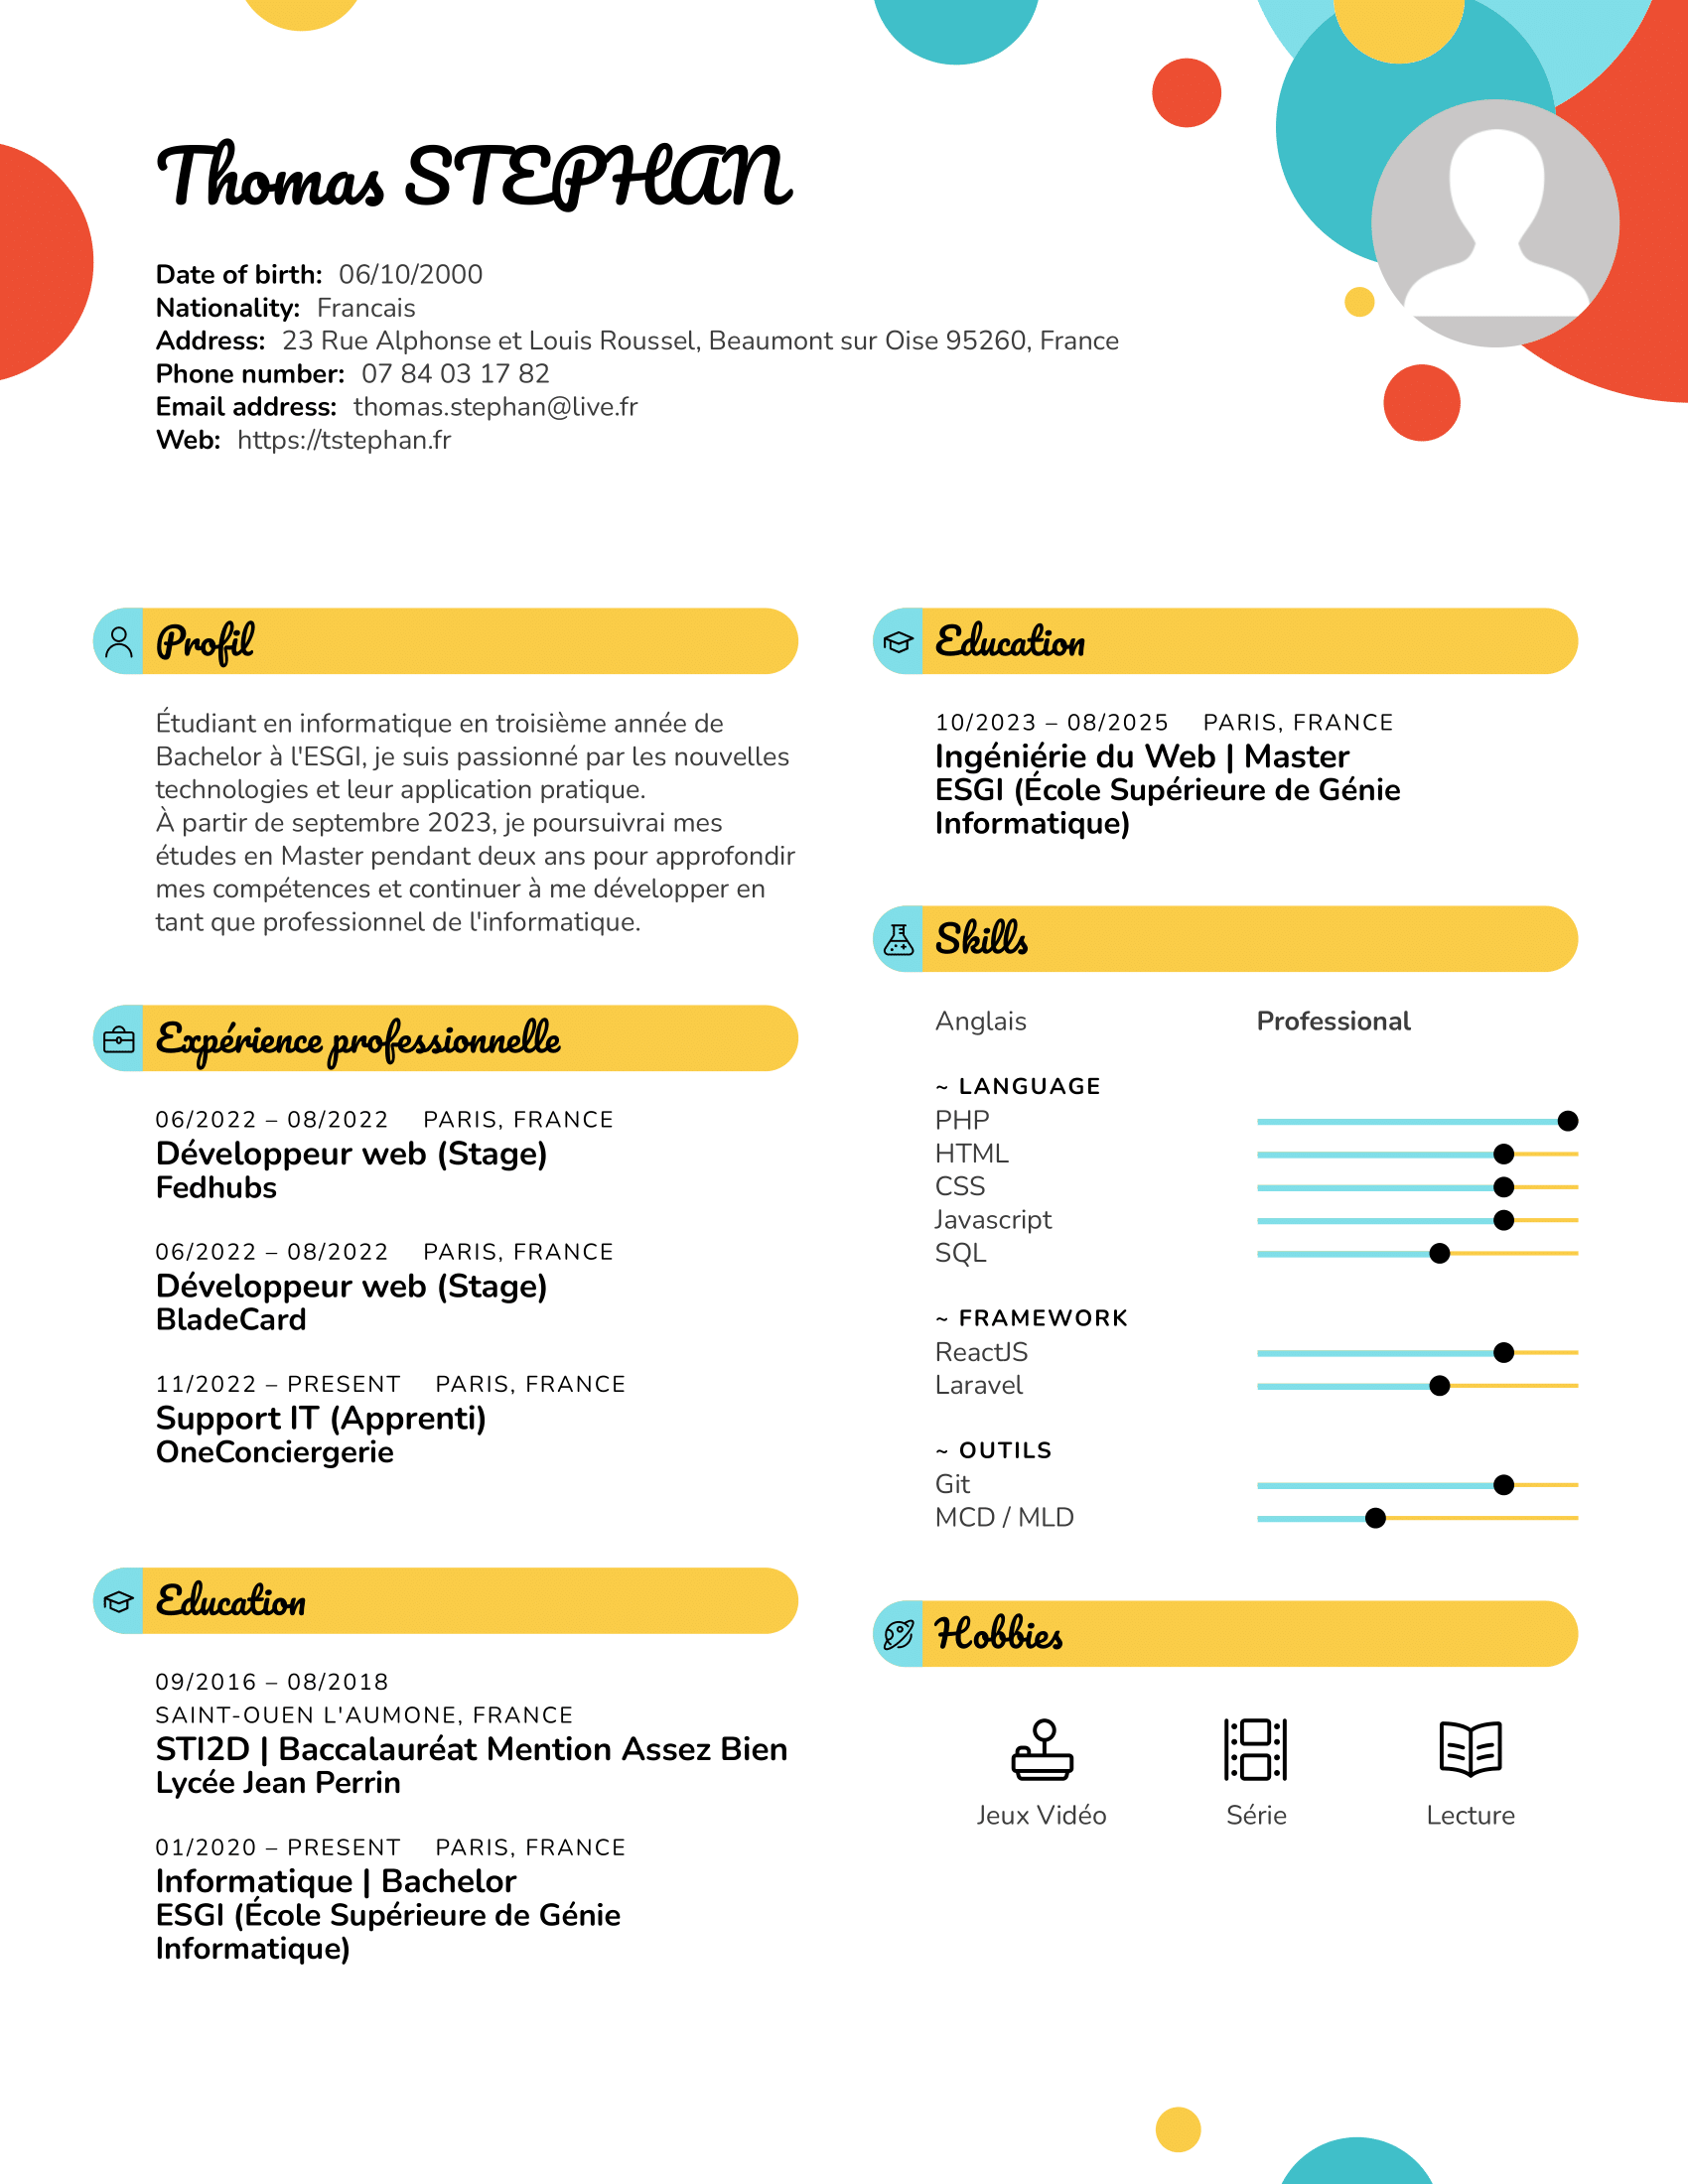 Thomas STEPHAN
Date of birth: 06/10/2000
Nationality: Francais
Address: 23 Rue Alphonse et Louis Roussel, Beaumont sur Oise 95260, France
Phone number: 07 84 03 17 82
Email address: thomas.stephan@live.fr
Web: https://tstephan.fr
Profil
Étudiant en informatique en troisième année de
Bachelor à l'ESGI, je suis passionné par les nouvelles
technologies et leur application pratique.
À partir de septembre 2023, je poursuivrai mes
études en Master pendant deux ans pour approfondir
mes compétences et continuer à me développer en
tant que professionnel de l'informatique.
Expérience professionnelle
06/2022 – 08/2022 PARIS, FRANCE
Développeur web (Stage)
Fedhubs
06/2022 – 08/2022 PARIS, FRANCE
Développeur web (Stage)
BladeCard
11/2022 – PRESENT PARIS, FRANCE
Support IT (Apprenti)
OneConciergerie
Education
09/2016 – 08/2018
SAINT-OUEN L'AUMONE, FRANCE
STI2D | Baccalauréat Mention Assez Bien
Lycée Jean Perrin
01/2020 – PRESENT PARIS, FRANCE
Informatique | Bachelor
ESGI (École Supérieure de Génie
Informatique)
Education
10/2023 – 08/2025 PARIS, FRANCE
Ingéniérie du Web | Master
ESGI (École Supérieure de Génie
Informatique)
Skills
Anglais Professional
~ LANGUAGE
PHP
HTML
CSS
Javascript
SQL
~ FRAMEWORK
ReactJS
Laravel
~ OUTILS
Git
MCD / MLD
Hobbies
Jeux Vidéo Série Lecture